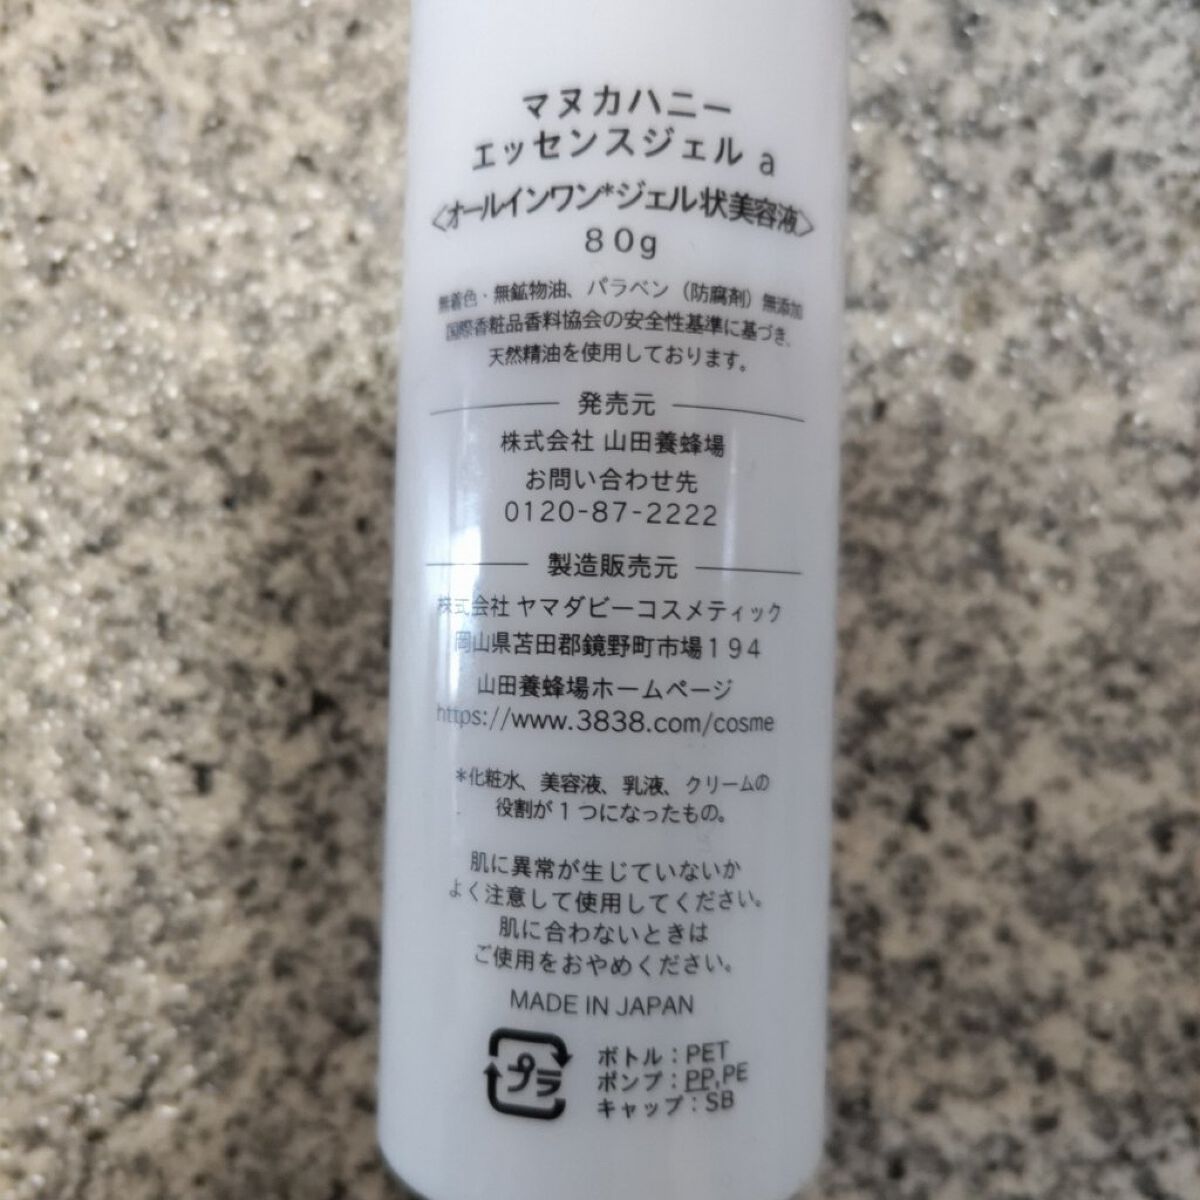 マヌカハニー
エッセンスジェル a
〈オールインワン*ジェル状美容液〉
80g
無着色・無鉱物油、パラベン（防腐剤）無添加
国際香粧品香料協会の安全性基準に基づき、
天然精油を使用しております。
発売元
株式会社 山田養蜂場
お問い合わせ先
0120-87-2222
製造販売元
株式会社 ヤマダビーコスメティック
岡山県苫田郡鏡野町市場194
山田養蜂場ホームページ
https://www.3838.com/cosme
*化粧水、美容液、乳液、クリームの
役割が1つになったもの。
肌に異常が生じていないか
よく注意して使用してください。
肌に合わないときは
ご使用をおやめください。
MADE IN JAPAN
プラ
ボトル：PET
ポンプ：PP,PE
キャップ：SB